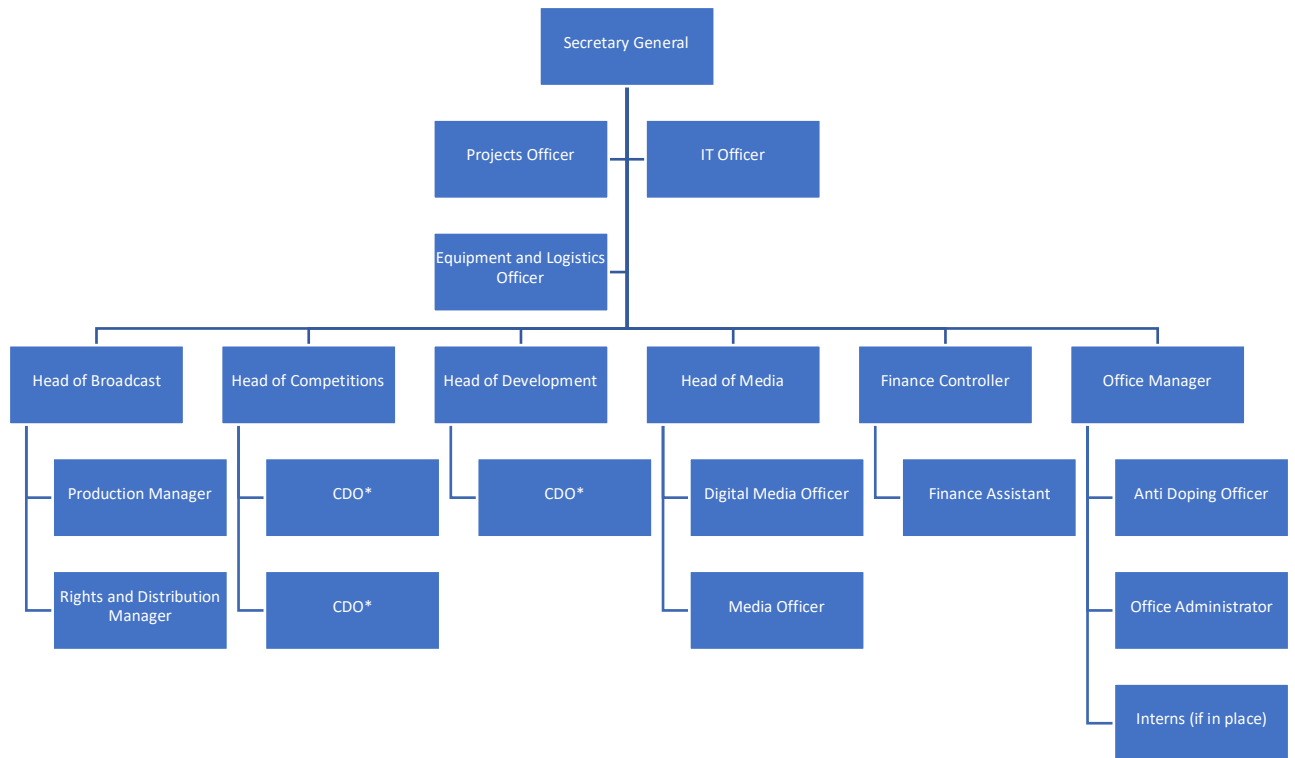 Secretary General
Projects Officer
IT Officer
Equipment and Logistics
Officer
Head of Broadcast
Head of Competitions
Head of Development
Head of Media
Finance Controller
Office Manager
Production Manager
CDO*
CDO*
Digital Media Officer
Finance Assistant
Anti Doping Officer
Rights and Distribution
Manager
CDO*
Media Officer
Office Administrator
Interns (if in place)